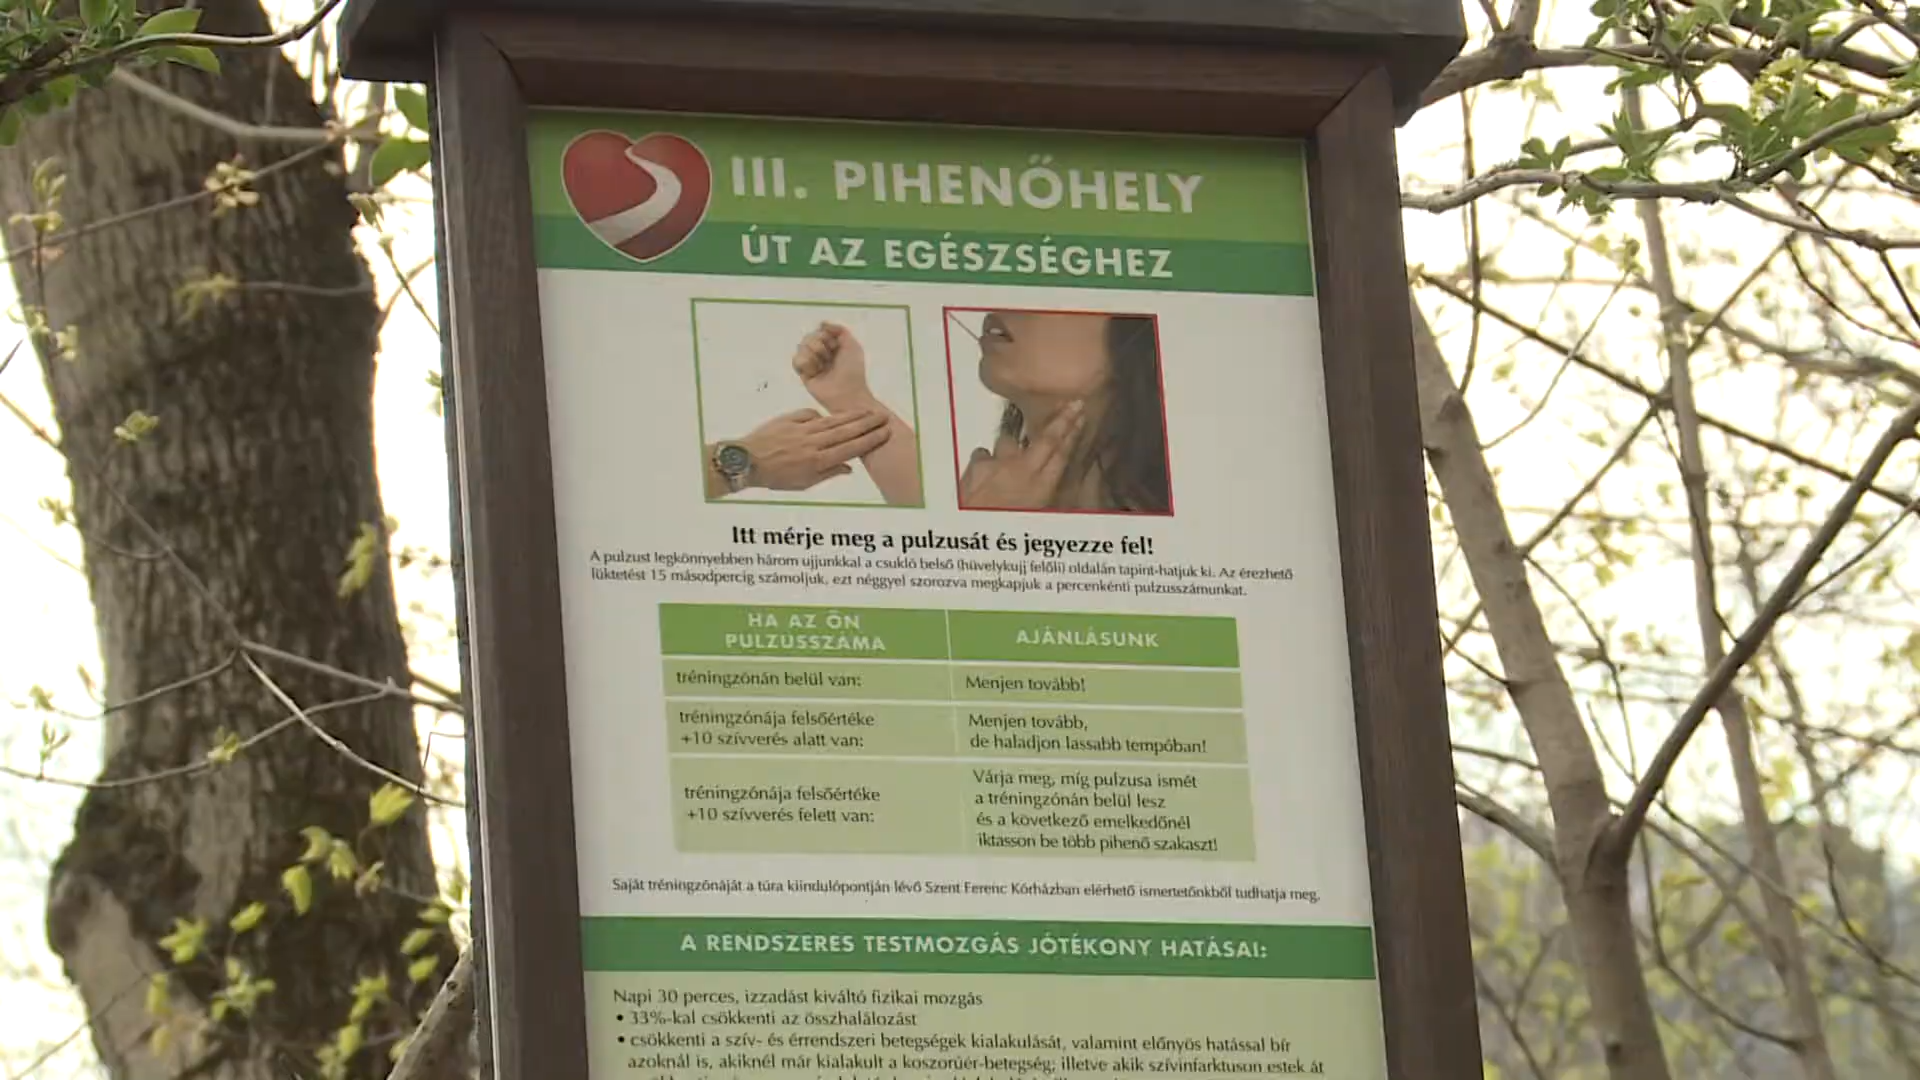 III. PIHENŐHELY
ÚT AZ EGÉSZSÉGHEZ
Itt mérje meg a pulzusát és jegyezze fel!
A pulzust legkönnyebben három ujjunkkal a csukló belső (hüvelykujj felőli) oldalán tapint-hatjuk ki. Az érezhető
lüktetést 15 másodpercig számoljuk, ezt néggyel szorozva megkapjuk a percenkénti pulzusszámunkat.
HA AZ ÖN
PULZUSSZÁMA
AJÁNLÁSUNK
tréningzónán belül van:
Menjen tovább!
tréningzónája felsőértéke
+10 szívverés alatt van:
Menjen tovább,
de haladjon lassabb tempóban!
tréningzónája felsőértéke
+10 szívverés felett van:
Várja meg, míg pulzusa ismét
a tréningzónán belül lesz
és a következő emelkedőnél
iktasson be több pihenő szakaszt!
Saját tréningzónáját a túra kiindulópontján lévő Szent Ferenc Kórházban elérhető ismertetőnkből tudhatja meg.
A RENDSZERES TESTMOZGÁS JÓTÉKONY HATÁSAI:
Napi 30 perces, izzadást kiváltó fizikai mozgás
• 33%-kal csökkenti az összhalálozást
• csökkenti a szív- és érrendszeri betegségek kialakulását, valamint előnyös hatással bír
azoknál is, akiknél már kialakult a koszorúér-betegség; illetve akik szívinfarktuson estek át